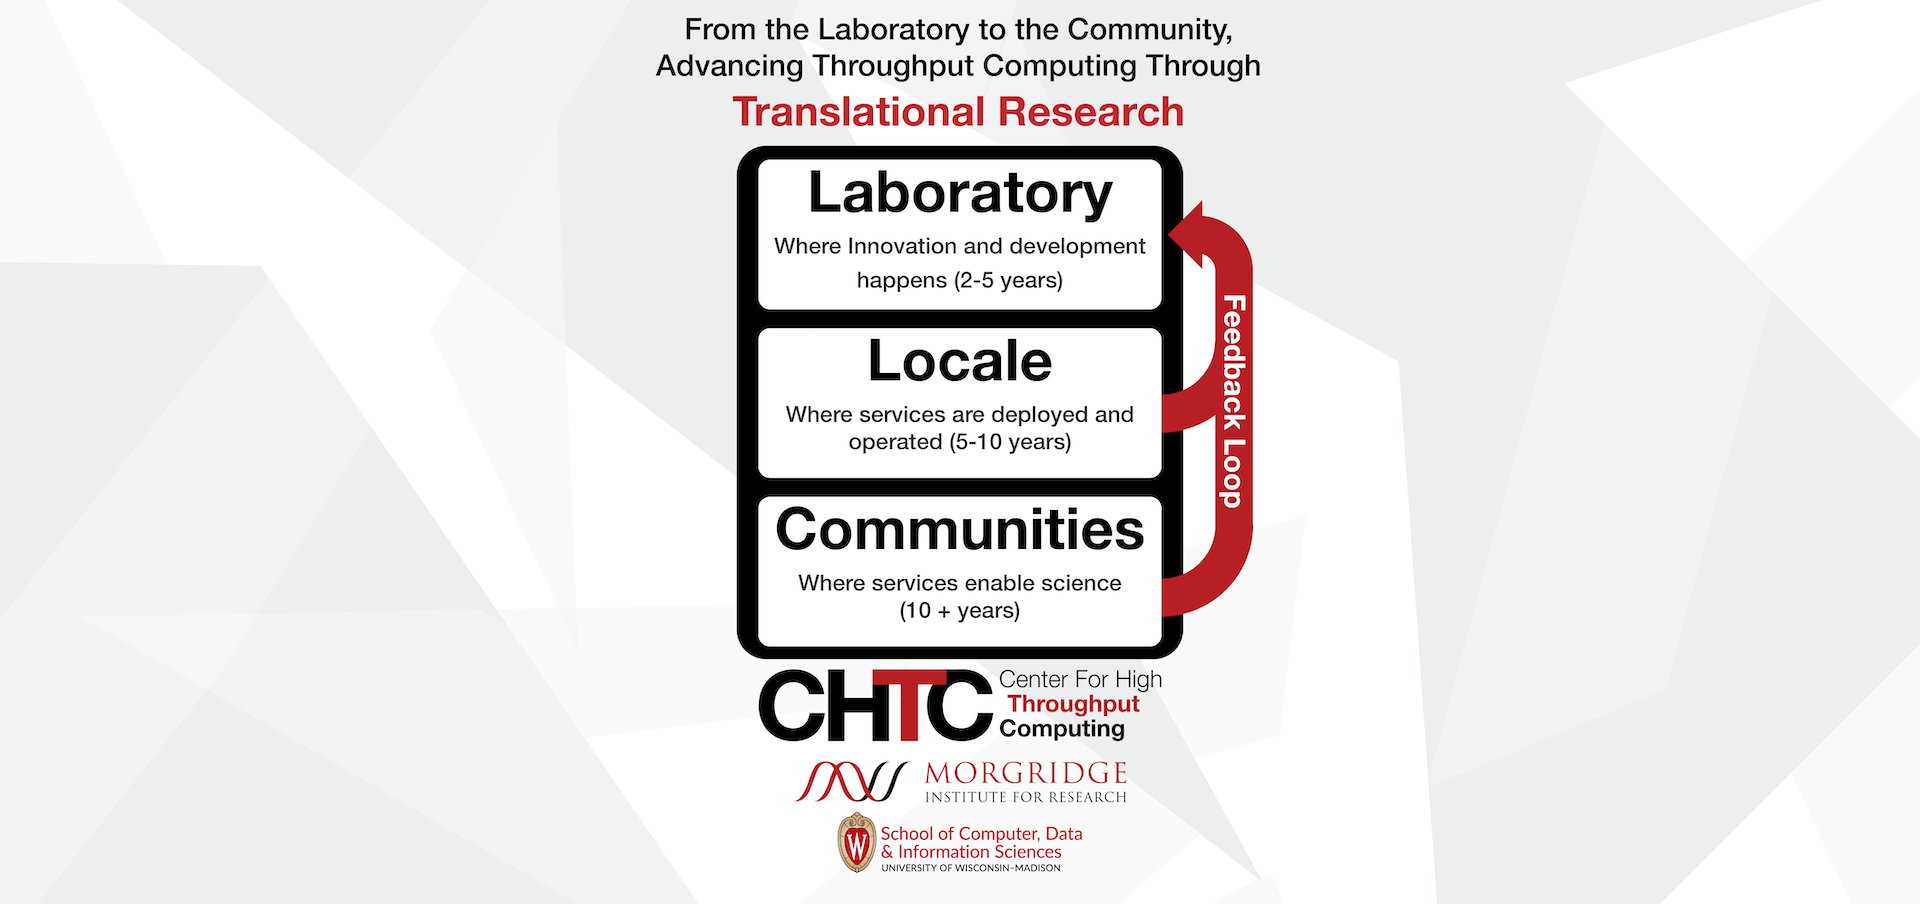 From the Laboratory to the Community,
Advancing Throughput Computing Through
Translational Research
Laboratory
Where Innovation and development
happens (2-5 years)
Locale
Where services are deployed and
operated (5-10 years)
Communities
Where services enable science
(10 + years)
Feedback Loop
CHTC
Center For High
Throughput
Computing
MORGRIDGE
INSTITUTE FOR RESEARCH
W
School of Computer, Data
& Information Sciences
UNIVERSITY OF WISCONSIN–MADISON